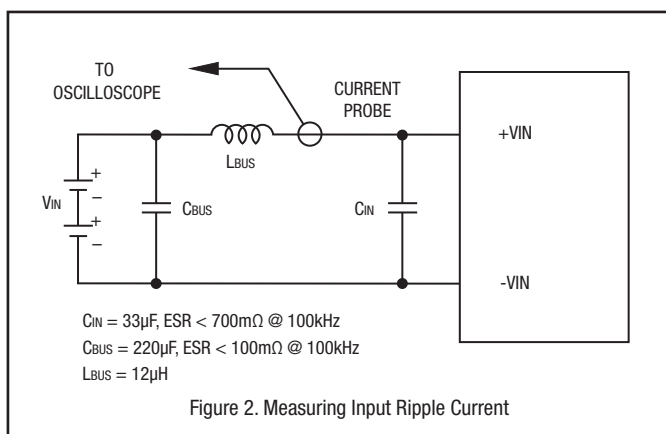 TO
OSCILLOSCOPE
CURRENT
PROBE
+VIN
LBUS
+
−
VIN
+
−
CBUS
CIN
-VIN
CIN = 33µF, ESR < 700mΩ @ 100kHz
CBUS = 220µF, ESR < 100mΩ @ 100kHz
LBUS = 12µH
Figure 2. Measuring Input Ripple Current